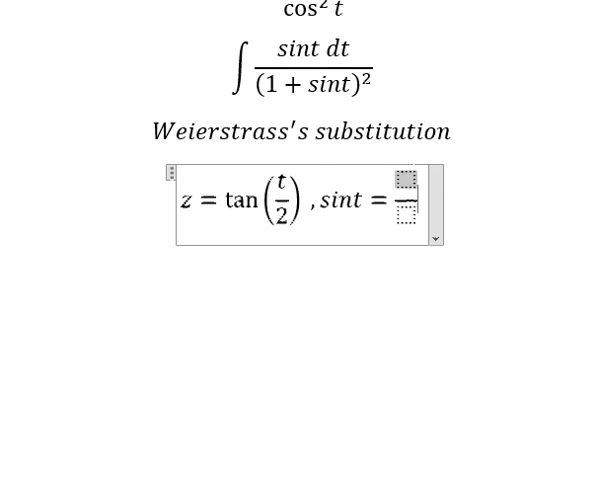 cos² t
∫ sint dt / (1 + sint)²
Weierstrass's substitution
z = tan(t/2) , sint =